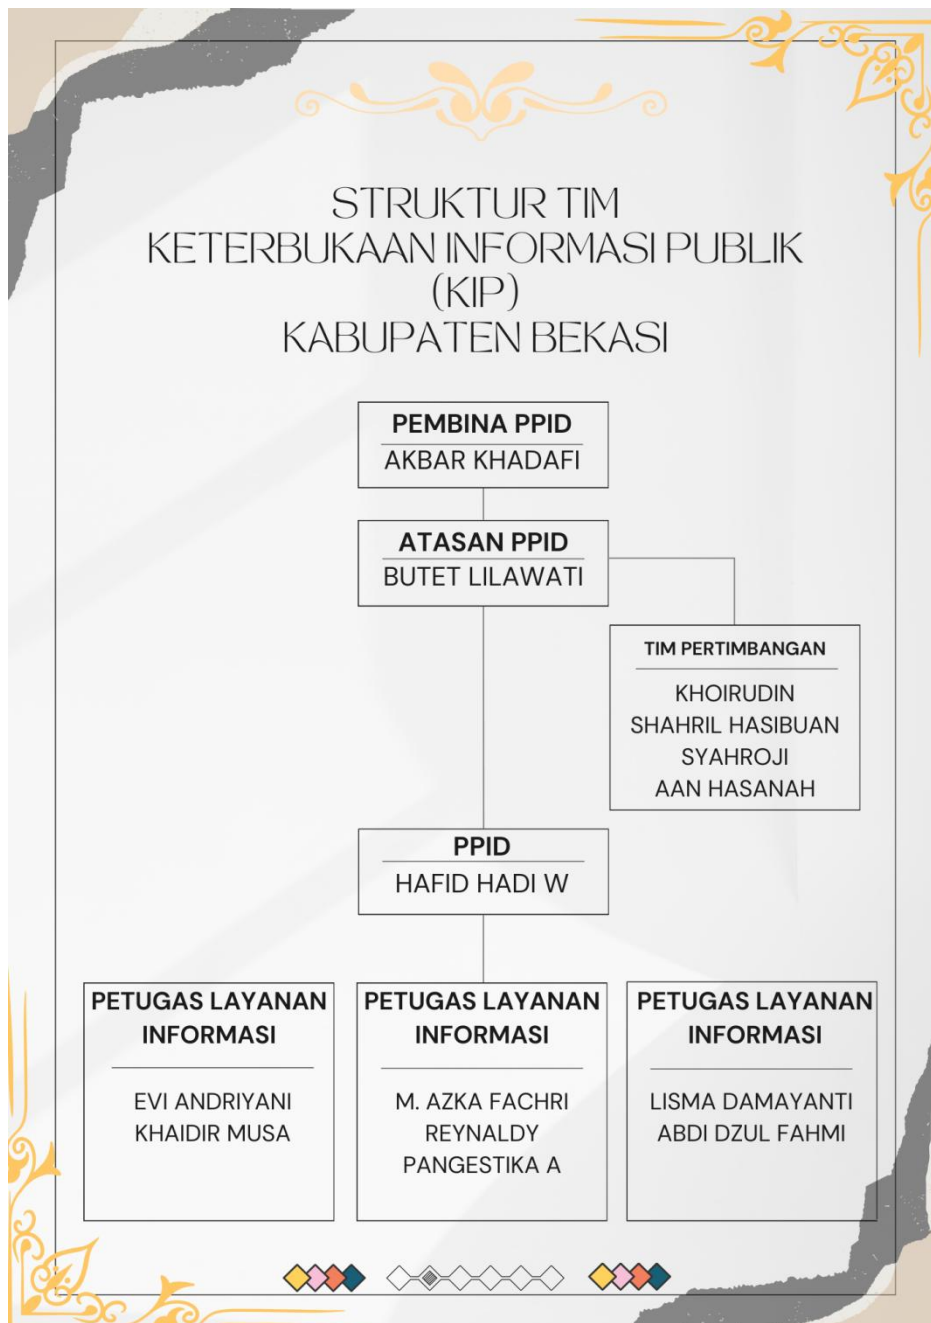 STRUKTUR TIM
KETERBUKAAN INFORMASI PUBLIK
(KIP)
KABUPATEN BEKASI
PEMBINA PPID
AKBAR KHADAFI
ATASAN PPID
BUTET LILAWATI
TIM PERTIMBANGAN
KHOIRUDIN
SHAHRIL HASIBUAN
SYAHROJI
AAN HASANAH
PPID
HAFID HADI W
PETUGAS LAYANAN
INFORMASI
EVI ANDRIYANI
KHAIDIR MUSA
PETUGAS LAYANAN
INFORMASI
M. AZKA FACHRI
REYNALDY
PANGESTIKA A
PETUGAS LAYANAN
INFORMASI
LISMA DAMAYANTI
ABDI DZUL FAHMI